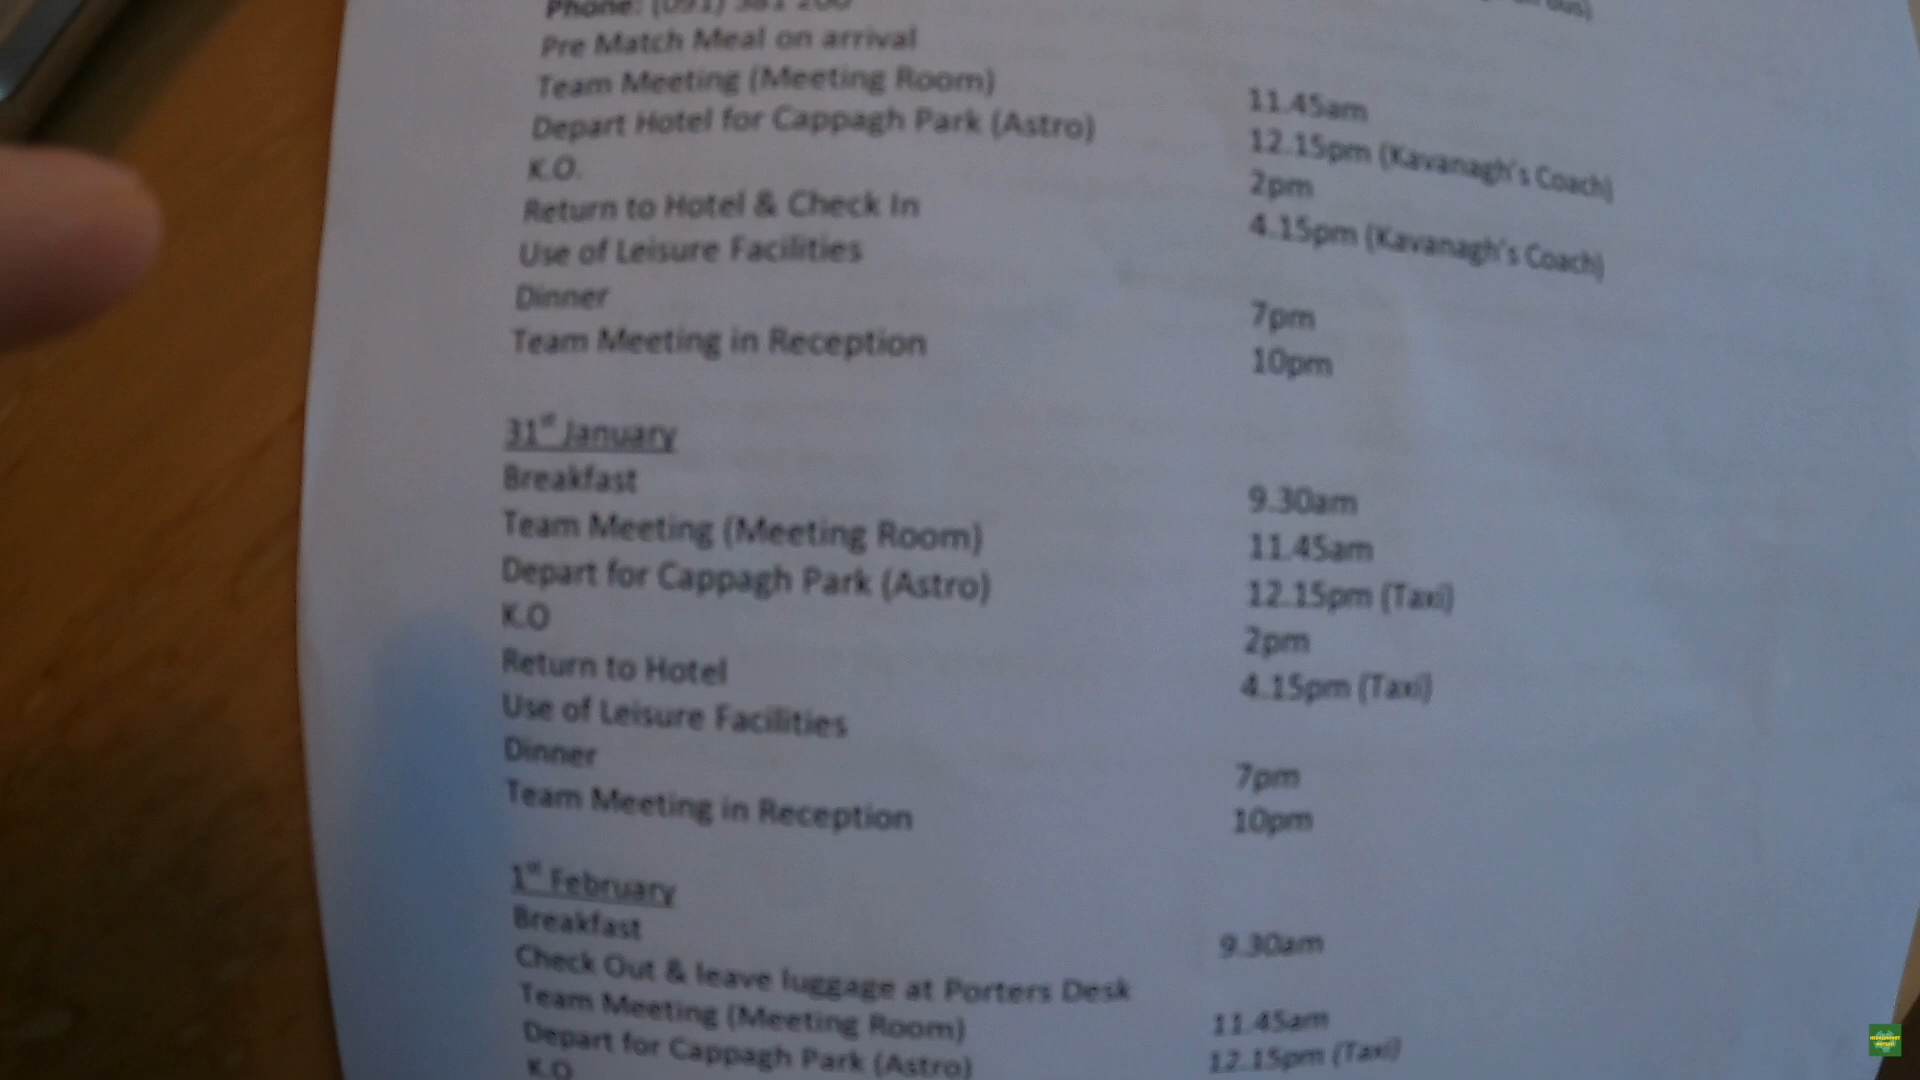 Phone: (091) 381 200
Pre Match Meal on arrival
Team Meeting (Meeting Room) 11.45am
Depart Hotel for Cappagh Park (Astro) 12.15pm (Kavanagh's Coach)
K.O. 2pm
Return to Hotel & Check In 4.15pm (Kavanagh's Coach)
Use of Leisure Facilities
Dinner 7pm
Team Meeting in Reception 10pm
31st January
Breakfast 9.30am
Team Meeting (Meeting Room) 11.45am
Depart for Cappagh Park (Astro) 12.15pm (Taxi)
K.O 2pm
Return to Hotel 4.15pm (Taxi)
Use of Leisure Facilities
Dinner 7pm
Team Meeting in Reception 10pm
1st February
Breakfast 9.30am
Check Out & leave luggage at Porters Desk
Team Meeting (Meeting Room) 11.45am
Depart for Cappagh Park (Astro) 12.15pm (Taxi)
K.O